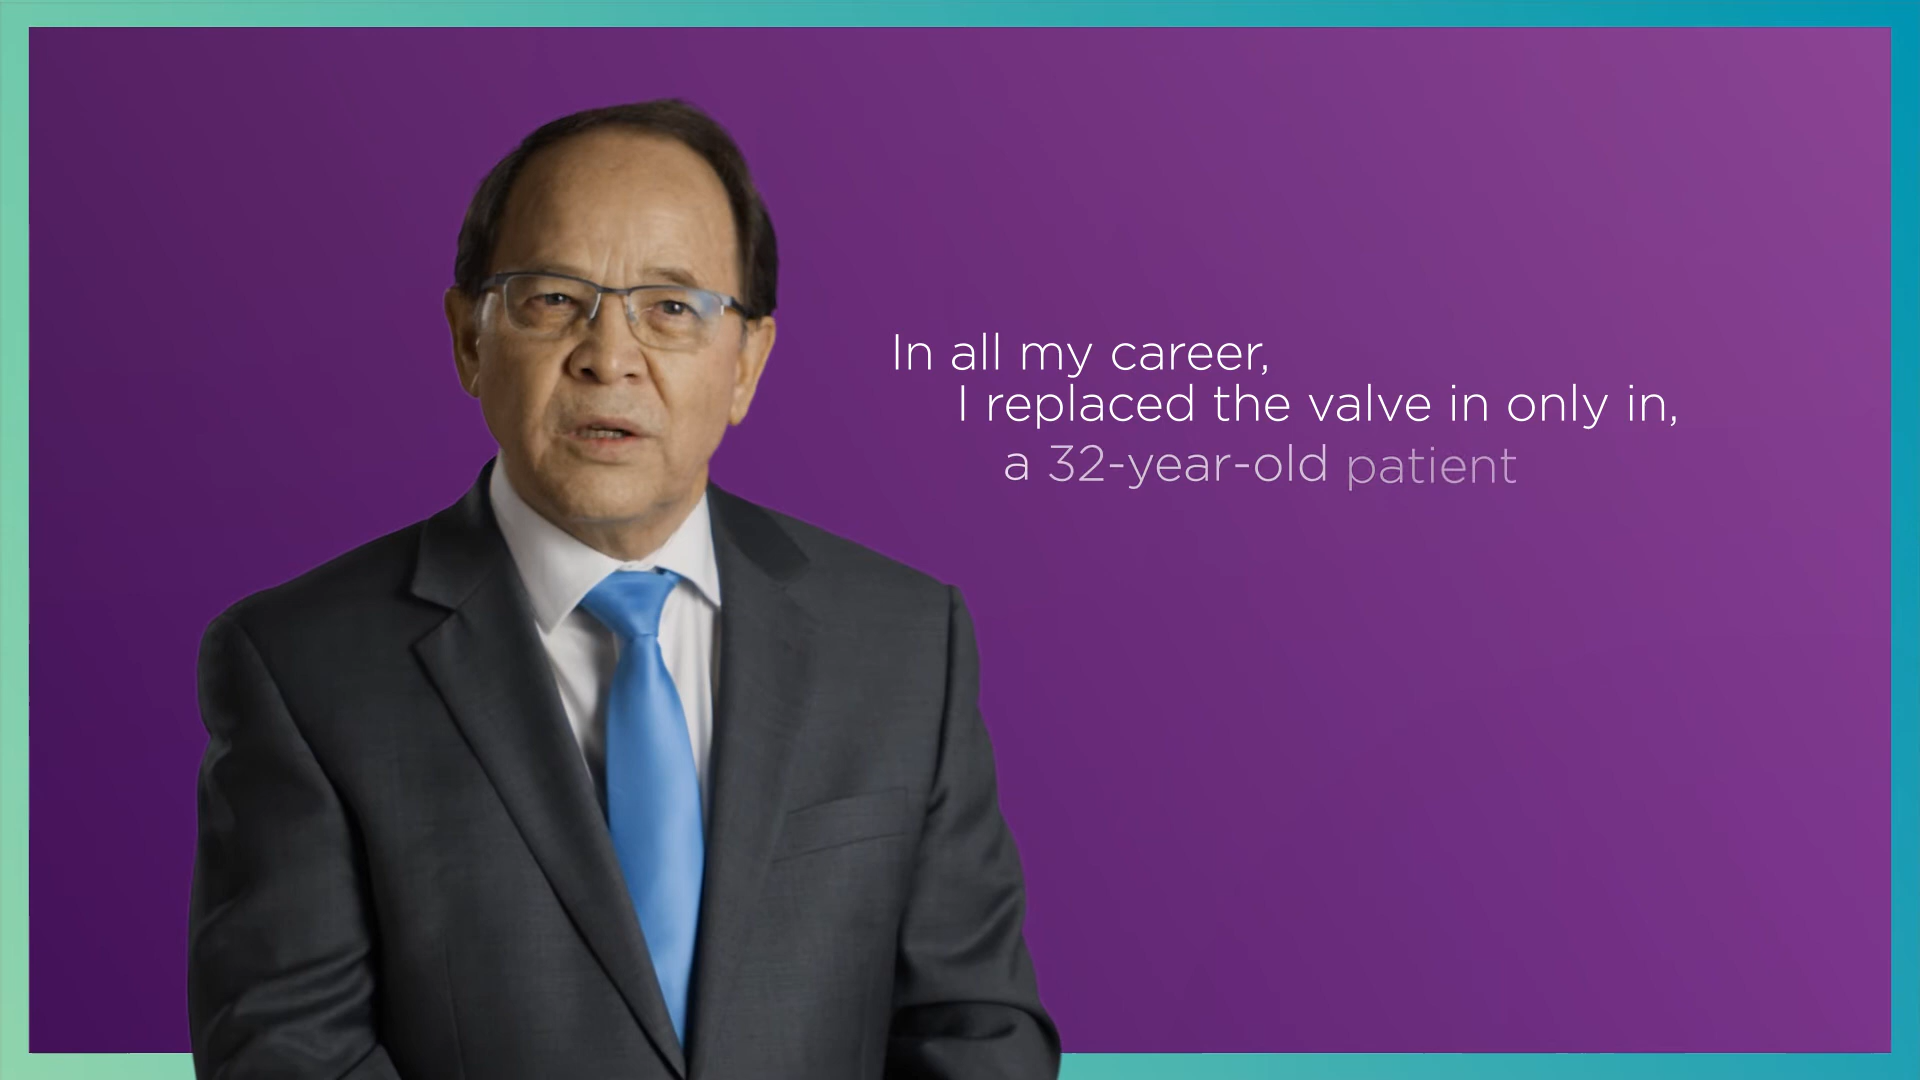 In all my career,
I replaced the valve in only in,
a 32-year-old patient